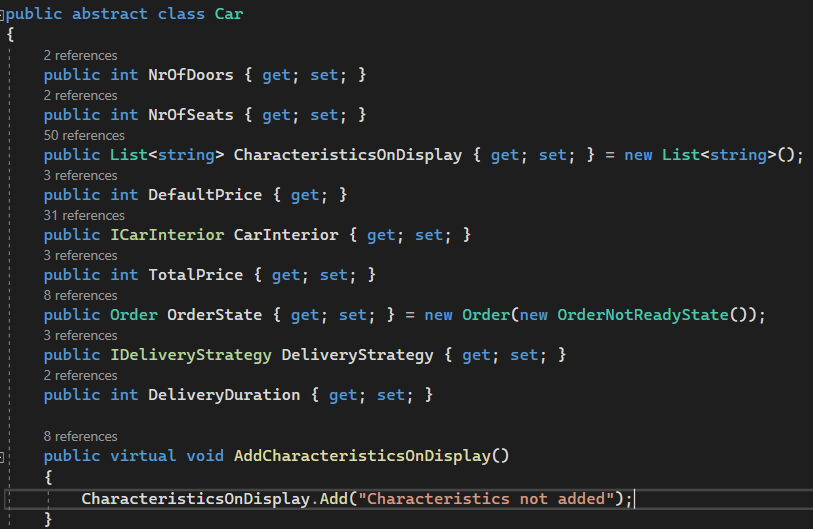 public abstract class Car
{
2 references
public int NrOfDoors { get; set; }
2 references
public int NrOfSeats { get; set; }
50 references
public List<string> CharacteristicsOnDisplay { get; set; } = new List<string>();
3 references
public int DefaultPrice { get; }
31 references
public ICarInterior CarInterior { get; set; }
3 references
public int TotalPrice { get; set; }
8 references
public Order OrderState { get; set; } = new Order(new OrderNotReadyState());
3 references
public IDeliveryStrategy DeliveryStrategy { get; set; }
2 references
public int DeliveryDuration { get; set; }
8 references
public virtual void AddCharacteristicsOnDisplay()
{
CharacteristicsOnDisplay.Add("Characteristics not added");
}